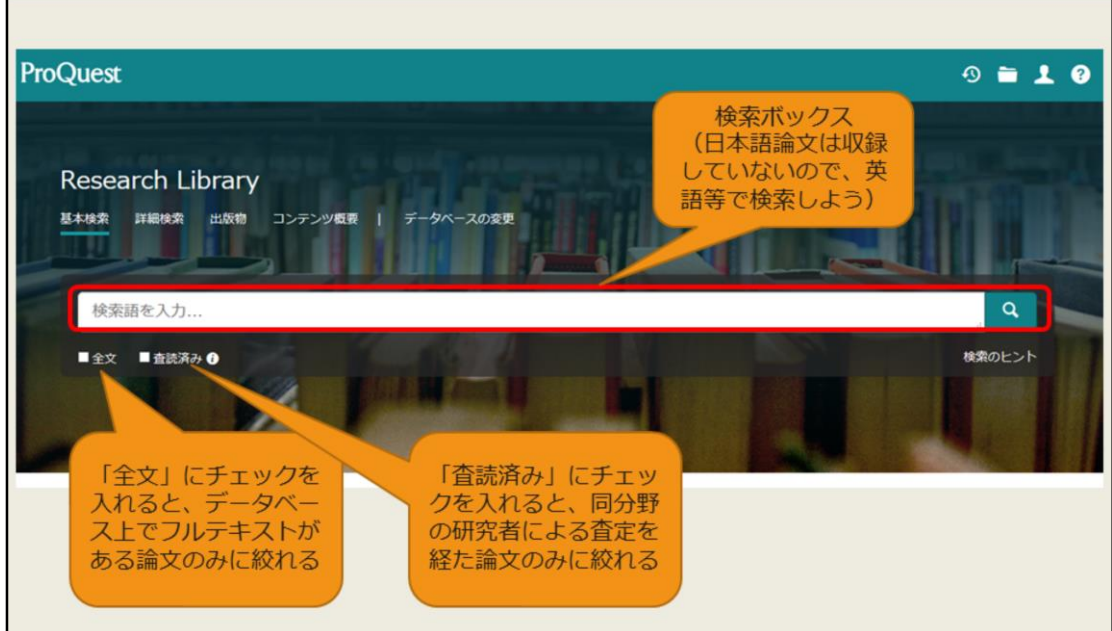 ProQuest
検索ボックス
（日本語論文は収録
していないので、英
語等で検索しよう）
Research Library
基本検索 詳細検索 出版物 コンテンツ概要 | データベースの変更
検索語を入力...
全文 査読済み
検索のヒント
「全文」にチェックを
入れると、データベー
ス上でフルテキストが
ある論文のみに絞れる
「査読済み」にチェッ
クを入れると、同分野
の研究者による査定を
経た論文のみに絞れる